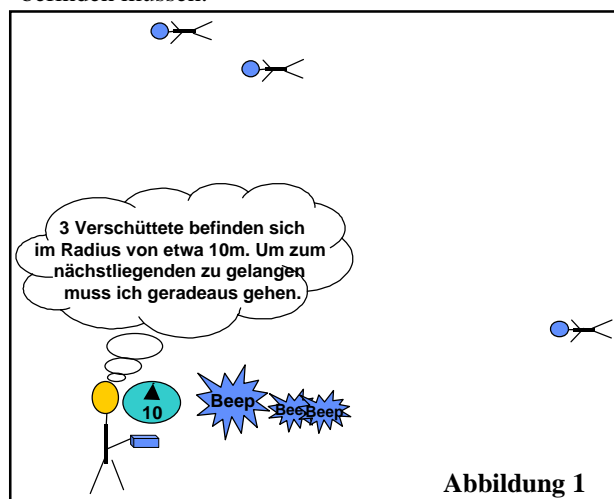 3 Verschüttete befinden sich
im Radius von etwa 10m. Um zum
nächstliegenden zu gelangen
muss ich geradeaus gehen.
10
Beep
Bee
Beep
Abbildung 1